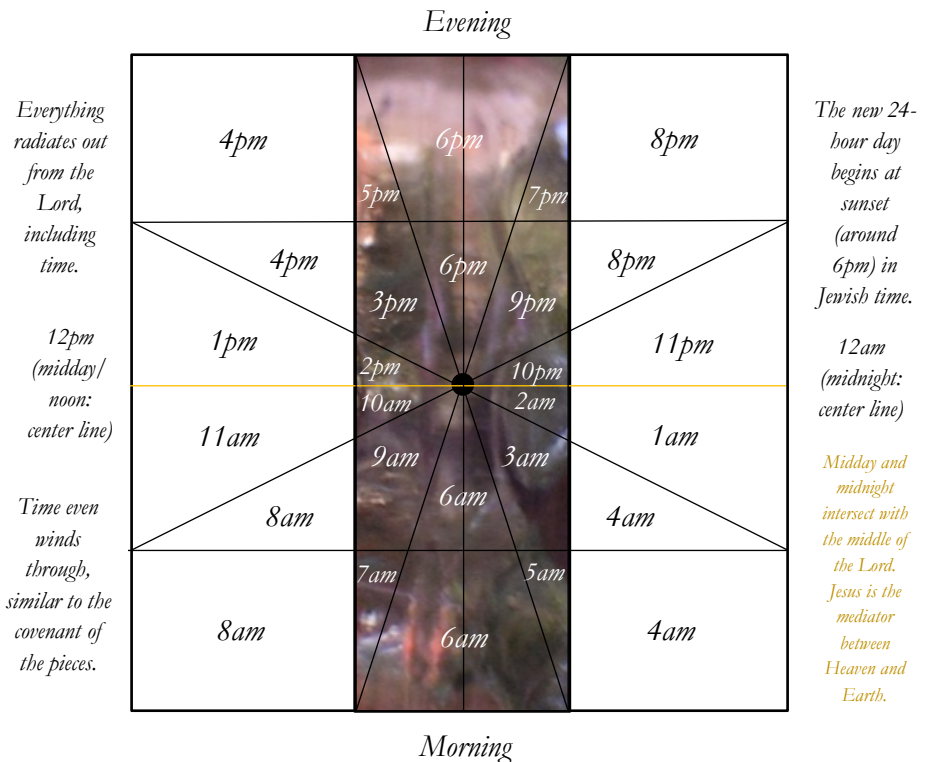 Evening
Everything
radiates out
from the
Lord,
including
time.
12pm
(midday/
noon:
center line)
Time even
winds
through,
similar to the
covenant of
the pieces.
4pm
6pm
8pm
5pm
7pm
4pm
6pm
8pm
3pm
9pm
1pm
11pm
2pm
10pm
10am
2am
11am
1am
9am
3am
6am
8am
4am
7am
5am
8am
6am
4am
The new 24-
hour day
begins at
sunset
(around
6pm) in
Jewish time.
12am
(midnight:
center line)
Midday and
midnight
intersect with
the middle of
the Lord.
Jesus is the
mediator
between
Heaven and
Earth.
Morning